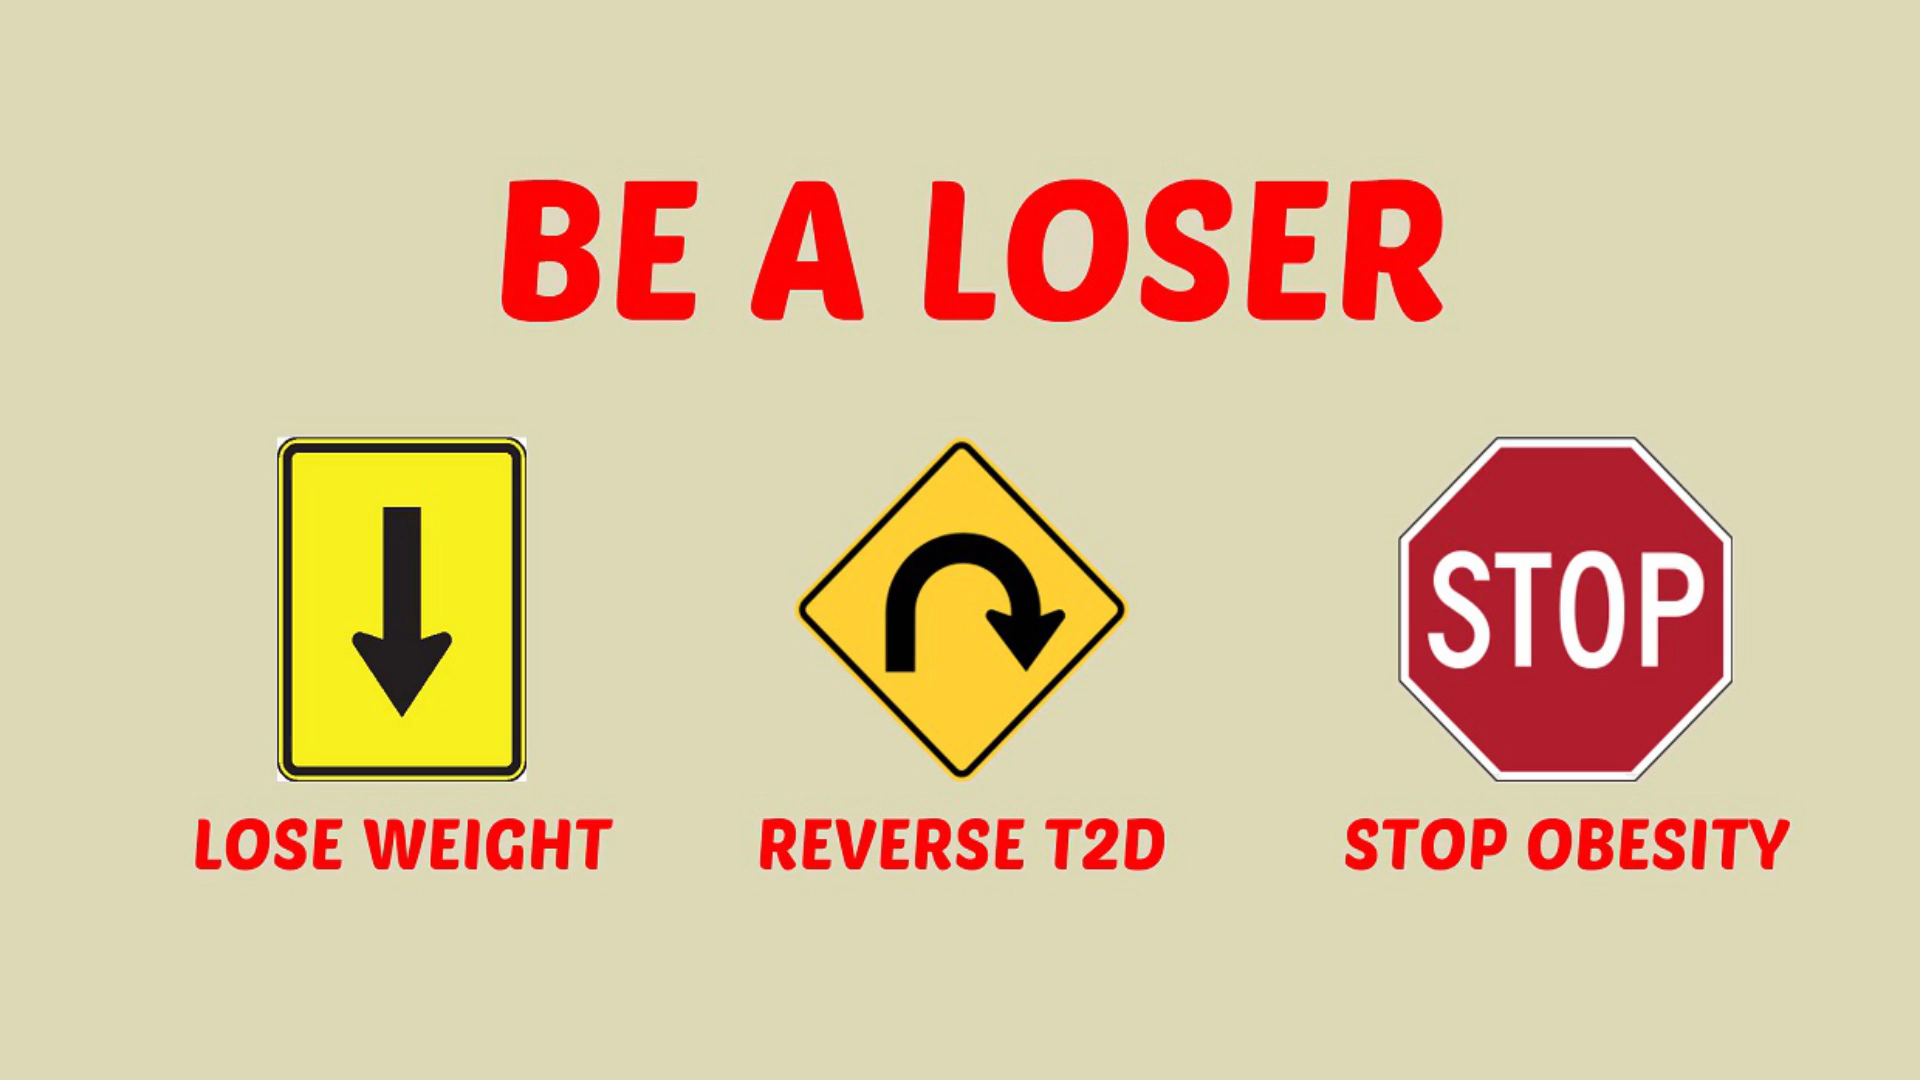 BE A LOSER
STOP
LOSE WEIGHT
REVERSE T2D
STOP OBESITY